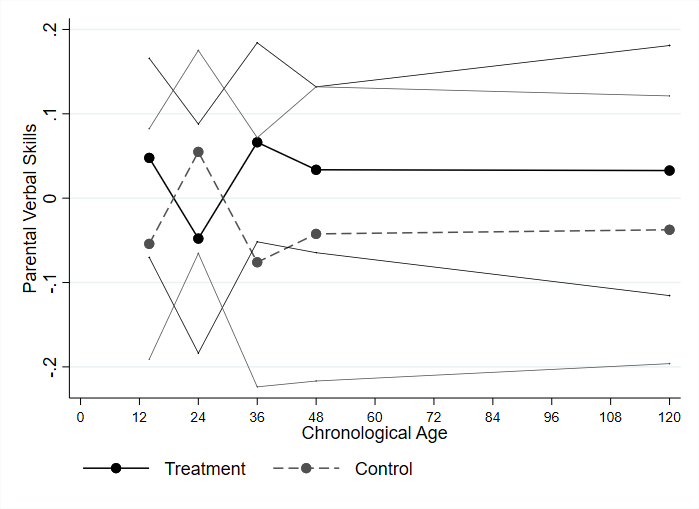 Parental Verbal Skills
.2
.1
0
-.1
-.2
0 12 24 36 48 60 72 84 96 108 120
Chronological Age
Treatment Control